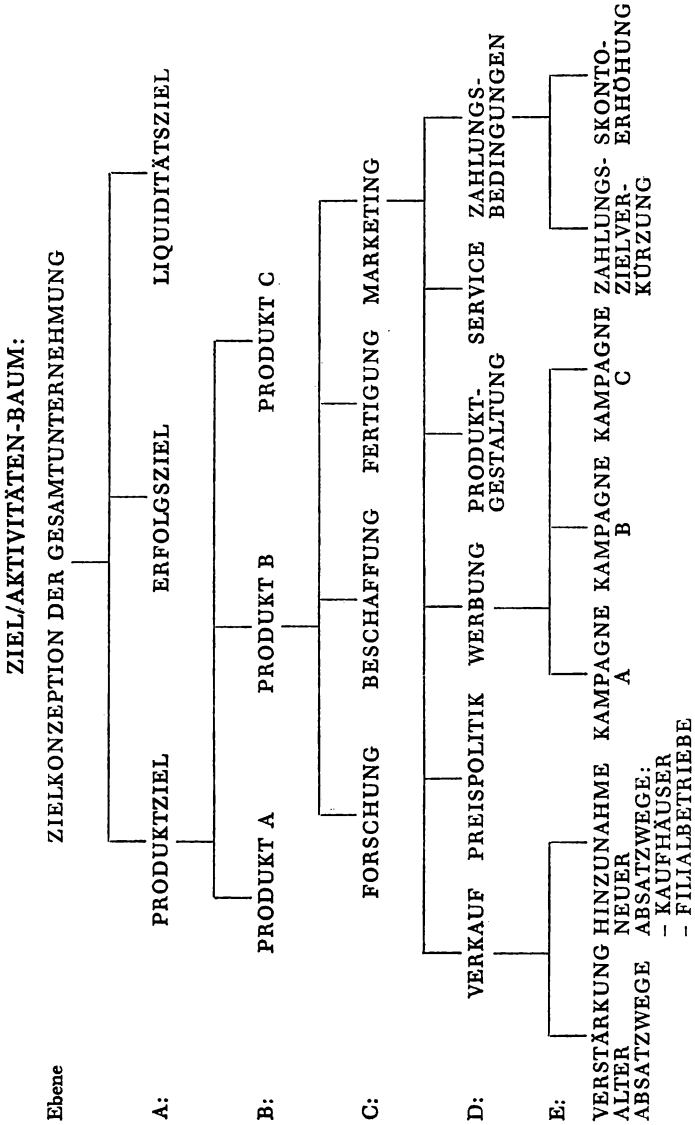 ZIEL/AKTIVITÄTEN-BAUM:
Ebene ZIELKONZEPTION DER GESAMTUNTERNEHMUNG
A: PRODUKTZIEL ERFOLGSZIEL LIQUIDITÄTSZIEL
B: PRODUKT A PRODUKT B PRODUKT C
C: FORSCHUNG BESCHAFFUNG FERTIGUNG MARKETING
D: VERKAUF PREISPOLITIK WERBUNG PRODUKT- SERVICE ZAHLUNGS-
GESTALTUNG BEDINGUNGEN
E:
VERSTÄRKUNG HINZUNAHME KAMPAGNE KAMPAGNE KAMPAGNE ZAHLUNGS- SKONTO-
ALTER NEUER A B C ZIELVER- ERHÖHUNG
ABSATZWEGE ABSATZWEGE: KÜRZUNG
– KAUFHÄUSER
– FILIALBETRIEBE